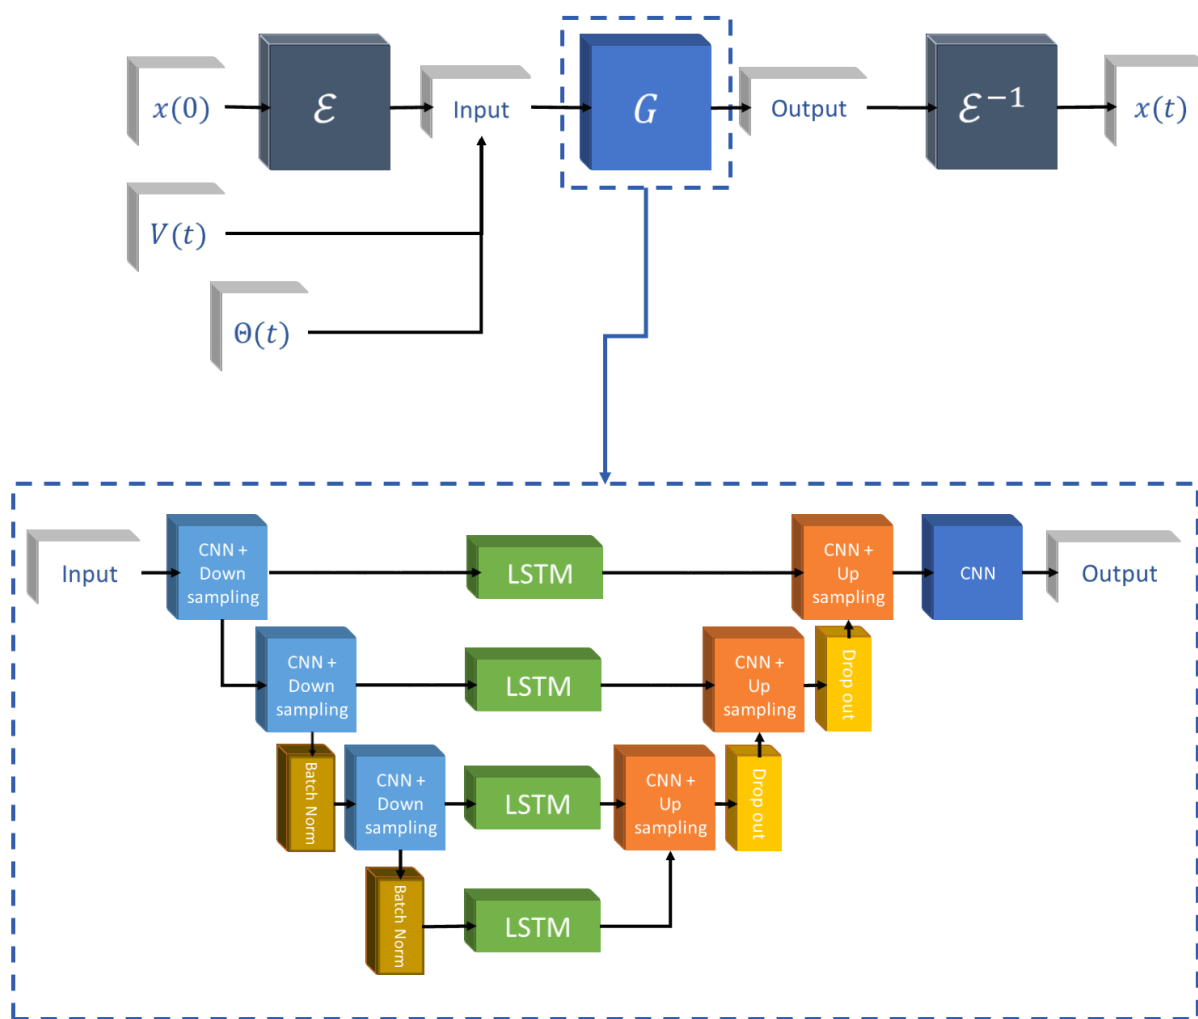 x(0)
ℰ
Input
G
Output
ℰ⁻¹
x(t)
V(t)
Θ(t)
Input
CNN +
Down
sampling
LSTM
CNN +
Up
sampling
CNN
Output
CNN +
Down
sampling
LSTM
CNN +
Up
sampling
Drop out
Batch Norm
CNN +
Down
sampling
LSTM
CNN +
Up
sampling
Drop out
Batch Norm
LSTM